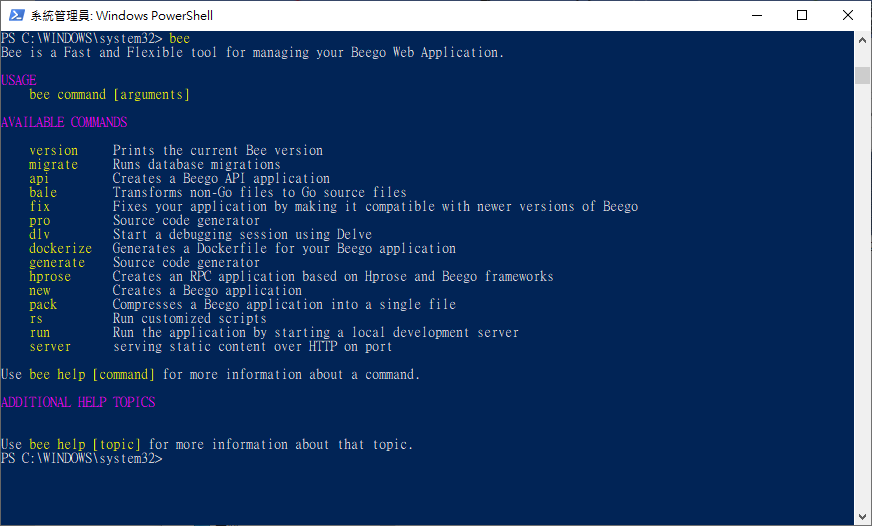 系統管理員: Windows PowerShell
PS C:\WINDOWS\system32> bee
Bee is a Fast and Flexible tool for managing your Beego Web Application.
USAGE
bee command [arguments]
AVAILABLE COMMANDS
version Prints the current Bee version
migrate Runs database migrations
api Creates a Beego API application
bale Transforms non-Go files to Go source files
fix Fixes your application by making it compatible with newer versions of Beego
pro Source code generator
dlv Start a debugging session using Delve
dockerize Generates a Dockerfile for your Beego application
generate Source code generator
hprose Creates an RPC application based on Hprose and Beego frameworks
new Creates a Beego application
pack Compresses a Beego application into a single file
rs Run customized scripts
run Run the application by starting a local development server
server serving static content over HTTP on port
Use bee help [command] for more information about a command.
ADDITIONAL HELP TOPICS
Use bee help [topic] for more information about that topic.
PS C:\WINDOWS\system32>